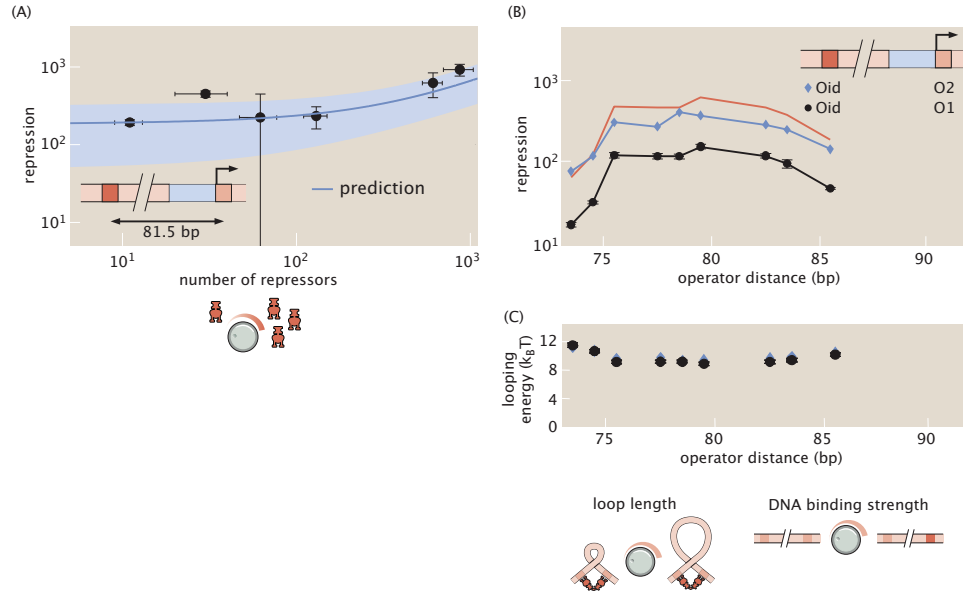 (A)
10³
10²
10¹
repression
prediction
81.5 bp
10¹
10²
10³
number of repressors
(B)
10³
10²
10¹
repression
Oid O2
Oid O1
75
80
85
90
operator distance (bp)
(C)
12
8
4
0
looping
energy (k_BT)
75
80
85
90
operator distance (bp)
loop length
DNA binding strength